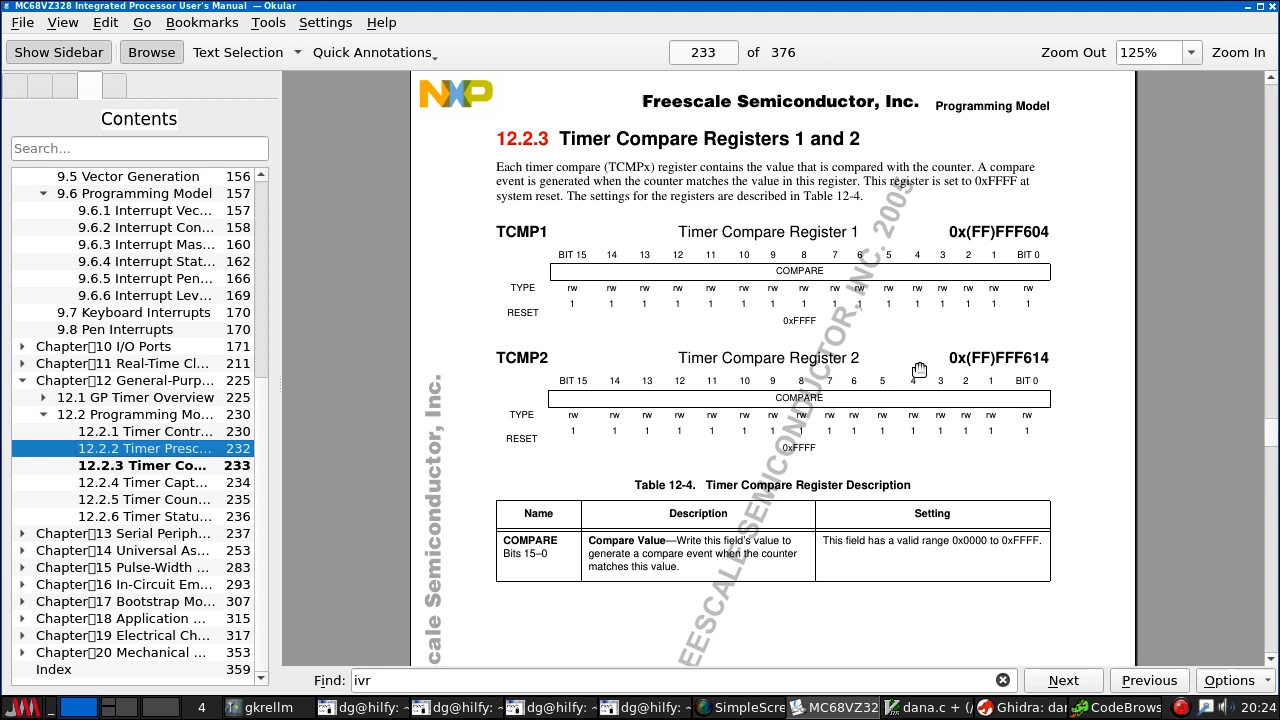 MC68VZ328 Integrated Processor User's Manual — Okular
File View Edit Go Bookmarks Tools Settings Help
Show Sidebar Browse Text Selection Quick Annotations 233 of 376 Zoom Out 125% Zoom In
Contents
Search...
9.5 Vector Generation 156
9.6 Programming Model 157
9.6.1 Interrupt Vec... 157
9.6.2 Interrupt Con... 158
9.6.3 Interrupt Mas... 160
9.6.4 Interrupt Stat... 162
9.6.5 Interrupt Pen... 166
9.6.6 Interrupt Lev... 169
9.7 Keyboard Interrupts 170
9.8 Pen Interrupts 170
Chapter 10 I/O Ports 171
Chapter 11 Real-Time Cl... 211
Chapter 12 General-Purp... 225
12.1 GP Timer Overview 225
12.2 Programming Mo... 230
12.2.1 Timer Contr... 230
12.2.2 Timer Presc... 232
12.2.3 Timer Co... 233
12.2.4 Timer Capt... 234
12.2.5 Timer Coun... 235
12.2.6 Timer Statu... 236
Chapter 13 Serial Periph... 237
Chapter 14 Universal As... 253
Chapter 15 Pulse-Width ... 283
Chapter 16 In-Circuit Em... 293
Chapter 17 Bootstrap Mo... 307
Chapter 18 Application ... 315
Chapter 19 Electrical Ch... 317
Chapter 20 Mechanical ... 353
Index 359
NXP
Freescale Semiconductor, Inc. Programming Model
12.2.3 Timer Compare Registers 1 and 2
Each timer compare (TCMPx) register contains the value that is compared with the counter. A compare
event is generated when the counter matches the value in this register. This register is set to 0xFFFF at
system reset. The settings for the registers are described in Table 12-4.
TCMP1 Timer Compare Register 1 0x(FF)FFF604
BIT 15 14 13 12 11 10 9 8 7 6 5 4 3 2 1 BIT 0
COMPARE
TYPE rw rw rw rw rw rw rw rw rw rw rw rw rw rw rw rw
1 1 1 1 1 1 1 1 1 1 1 1 1 1 1 1
RESET
0xFFFF
TCMP2 Timer Compare Register 2 0x(FF)FFF614
BIT 15 14 13 12 11 10 9 8 7 6 5 4 3 2 1 BIT 0
COMPARE
TYPE rw rw rw rw rw rw rw rw rw rw rw rw rw rw rw rw
1 1 1 1 1 1 1 1 1 1 1 1 1 1 1 1
RESET
0xFFFF
Table 12-4. Timer Compare Register Description
Name Description Setting
COMPARE
Bits 15–0
Compare Value—Write this field's value to
generate a compare event when the counter
matches this value.
This field has a valid range 0x0000 to 0xFFFF.
cale Semiconductor, Inc.
EESCALE SEMICONDUCTOR, INC. 2005
Find: ivr Next Previous Options
4 gkrellm dg@hilfy: ~ dg@hilfy: ~ dg@hilfy: ~ dg@hilfy: ~ SimpleScre MC68VZ32 dana.c + (/ Ghidra: dar CodeBrows 20:24